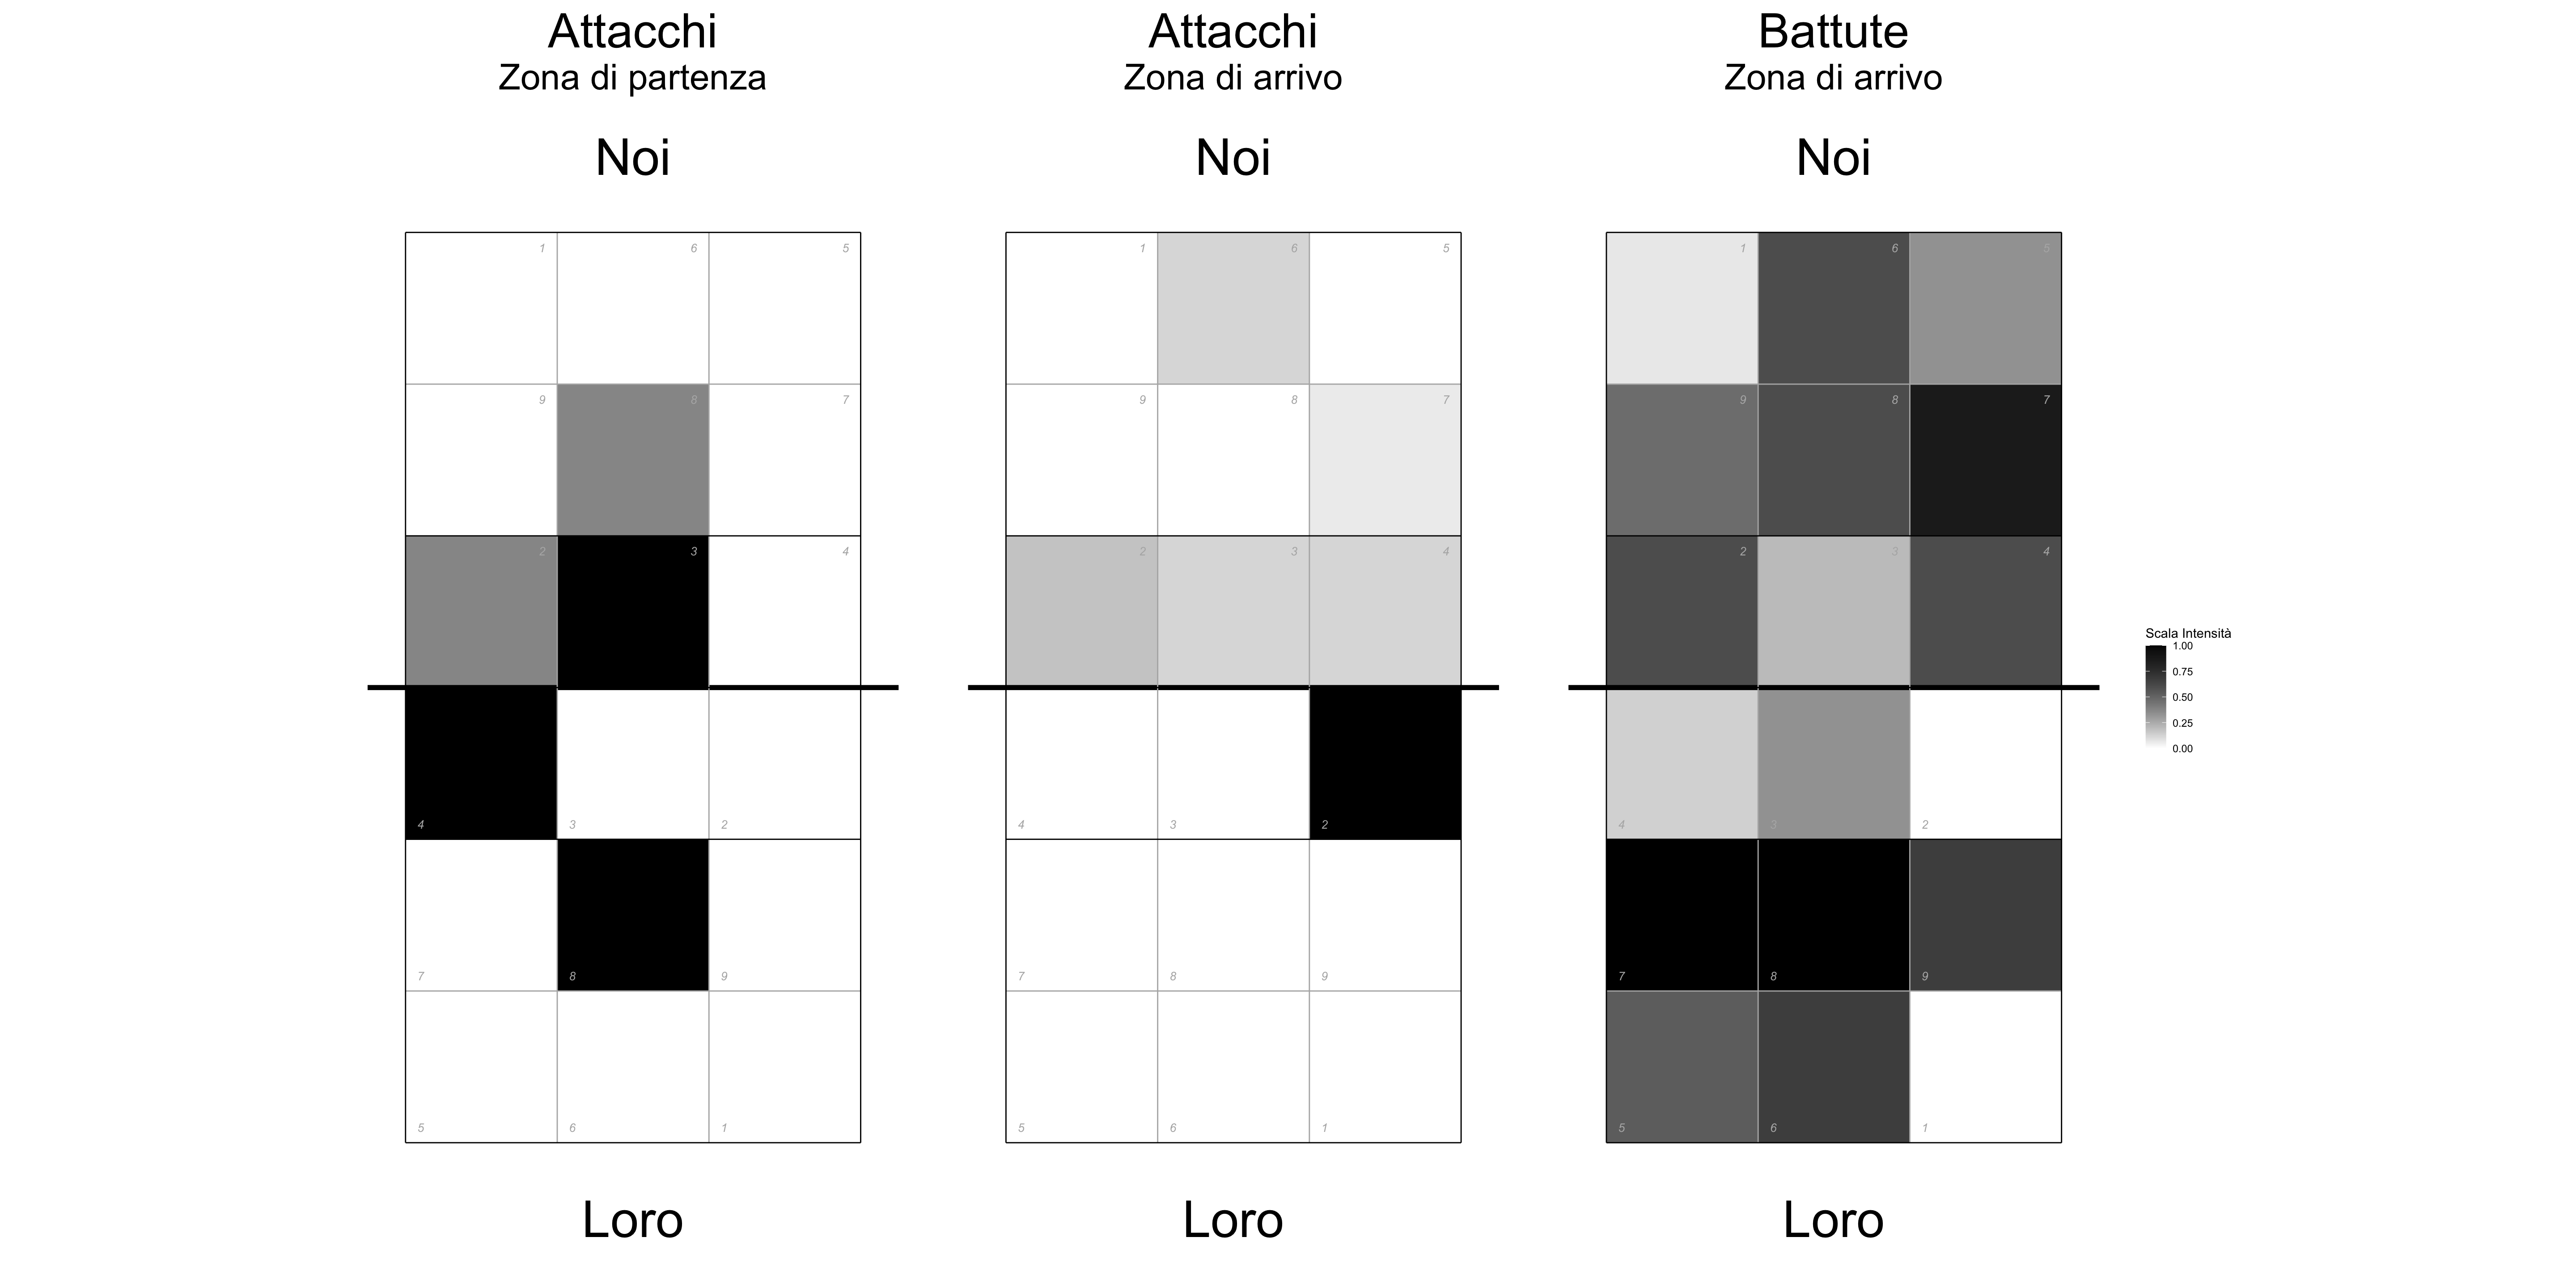 Attacchi Attacchi Battute
Zona di partenza Zona di arrivo Zona di arrivo
Noi Noi Noi
1 6 5 1 6 5 1 6 5
9 8 7 9 8 7 9 8 7
2 3 4 2 3 4 2 3 4
Scala Intensità
1.00
0.75
0.50
0.25
0.00
4 3 2 4 3 2 4 3 2
7 8 9 7 8 9 7 8 9
5 6 1 5 6 1 5 6 1
Loro Loro Loro